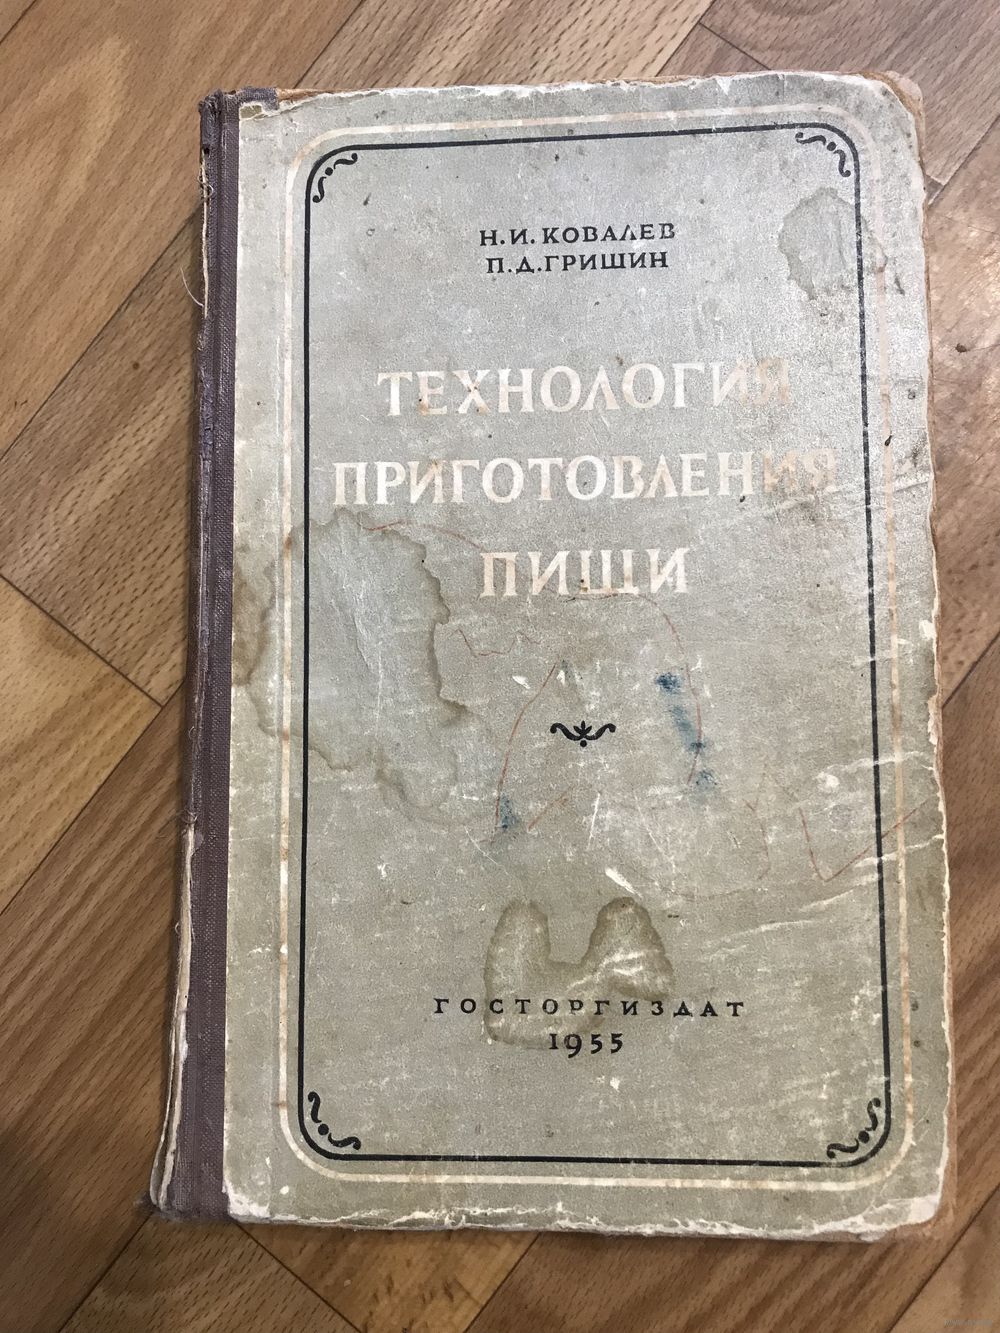 Н.И. КОВАЛЕВ
П.Д. ГРИШИН
ТЕХНОЛОГИЯ
ПРИГОТОВЛЕНИЯ
ПИЩИ
ГОСТОРГИЗДАТ
1955